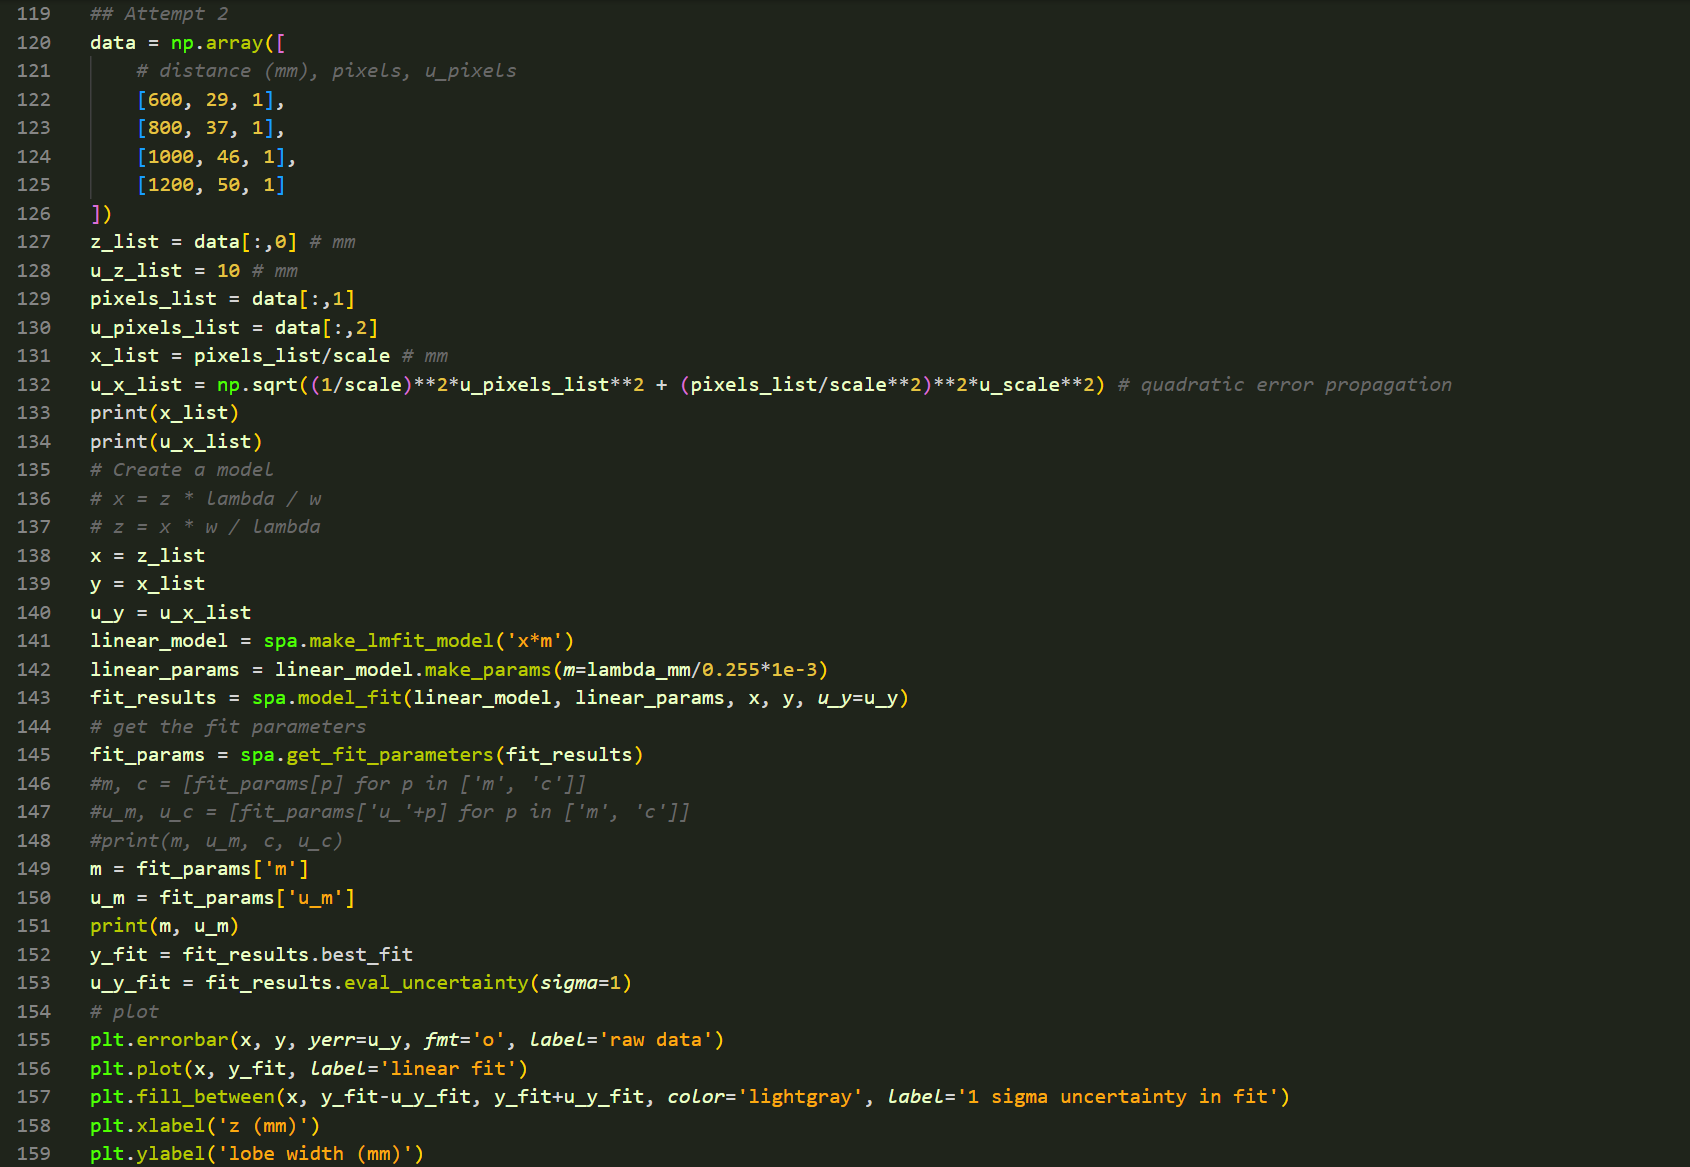 119 ## Attempt 2
120 data = np.array([
121 # distance (mm), pixels, u_pixels
122 [600, 29, 1],
123 [800, 37, 1],
124 [1000, 46, 1],
125 [1200, 50, 1]
126 ])
127 z_list = data[:,0] # mm
128 u_z_list = 10 # mm
129 pixels_list = data[:,1]
130 u_pixels_list = data[:,2]
131 x_list = pixels_list/scale # mm
132 u_x_list = np.sqrt((1/scale)**2*u_pixels_list**2 + (pixels_list/scale**2)**2*u_scale**2) # quadratic error propagation
133 print(x_list)
134 print(u_x_list)
135 # Create a model
136 # x = z * lambda / w
137 # z = x * w / lambda
138 x = z_list
139 y = x_list
140 u_y = u_x_list
141 linear_model = spa.make_lmfit_model('x*m')
142 linear_params = linear_model.make_params(m=lambda_mm/0.255*1e-3)
143 fit_results = spa.model_fit(linear_model, linear_params, x, y, u_y=u_y)
144 # get the fit parameters
145 fit_params = spa.get_fit_parameters(fit_results)
146 #m, c = [fit_params[p] for p in ['m', 'c']]
147 #u_m, u_c = [fit_params['u_'+p] for p in ['m', 'c']]
148 #print(m, u_m, c, u_c)
149 m = fit_params['m']
150 u_m = fit_params['u_m']
151 print(m, u_m)
152 y_fit = fit_results.best_fit
153 u_y_fit = fit_results.eval_uncertainty(sigma=1)
154 # plot
155 plt.errorbar(x, y, yerr=u_y, fmt='o', label='raw data')
156 plt.plot(x, y_fit, label='linear fit')
157 plt.fill_between(x, y_fit-u_y_fit, y_fit+u_y_fit, color='lightgray', label='1 sigma uncertainty in fit')
158 plt.xlabel('z (mm)')
159 plt.ylabel('lobe width (mm)')